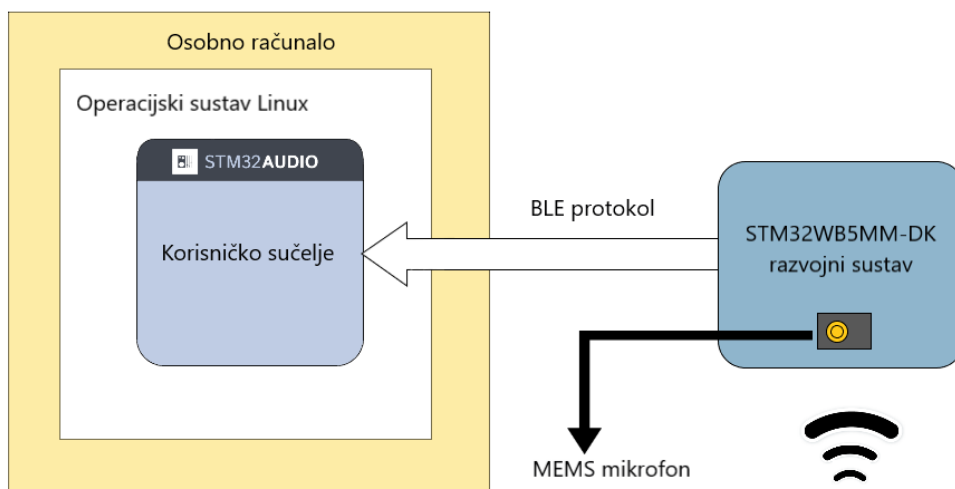 Osobno računalo
Operacijski sustav Linux
STM32AUDIO
Korisničko sučelje
BLE protokol
STM32WB5MM-DK
razvojni sustav
MEMS mikrofon